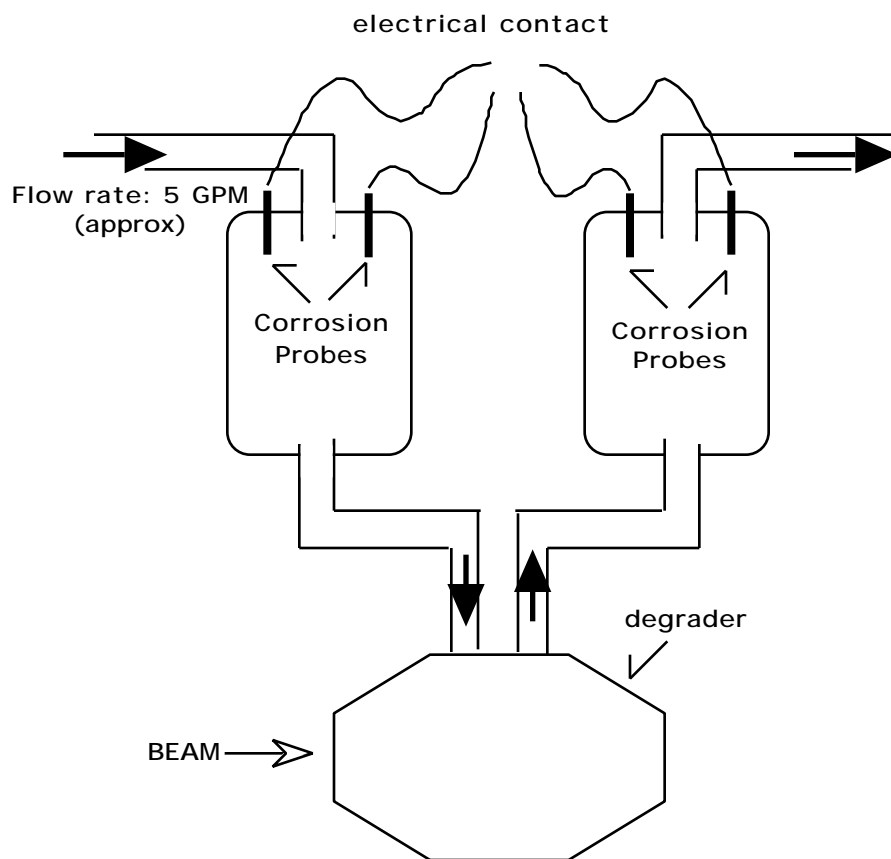 electrical contact
Flow rate: 5 GPM
(approx)
Corrosion
Probes
Corrosion
Probes
degrader
BEAM